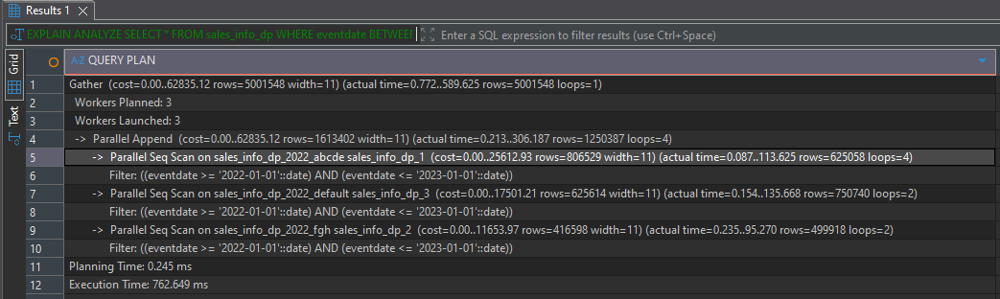 Results 1
EXPLAIN ANALYZE SELECT * FROM sales_info_dp WHERE eventdate BETWEEN
Enter a SQL expression to filter results (use Ctrl+Space)
Grid
Text
A-Z QUERY PLAN
1 Gather (cost=0.00..62835.12 rows=5001548 width=11) (actual time=0.772..589.625 rows=5001548 loops=1)
2 Workers Planned: 3
3 Workers Launched: 3
4 -> Parallel Append (cost=0.00..62835.12 rows=1613402 width=11) (actual time=0.213..306.187 rows=1250387 loops=4)
5 -> Parallel Seq Scan on sales_info_dp_2022_abcde sales_info_dp_1 (cost=0.00..25612.93 rows=806529 width=11) (actual time=0.087..113.625 rows=625058 loops=4)
6 Filter: ((eventdate >= '2022-01-01'::date) AND (eventdate <= '2023-01-01'::date))
7 -> Parallel Seq Scan on sales_info_dp_2022_default sales_info_dp_3 (cost=0.00..17501.21 rows=625614 width=11) (actual time=0.154..135.668 rows=750740 loops=2)
8 Filter: ((eventdate >= '2022-01-01'::date) AND (eventdate <= '2023-01-01'::date))
9 -> Parallel Seq Scan on sales_info_dp_2022_fgh sales_info_dp_2 (cost=0.00..11653.97 rows=416598 width=11) (actual time=0.235..95.270 rows=499918 loops=2)
10 Filter: ((eventdate >= '2022-01-01'::date) AND (eventdate <= '2023-01-01'::date))
11 Planning Time: 0.245 ms
12 Execution Time: 762.649 ms